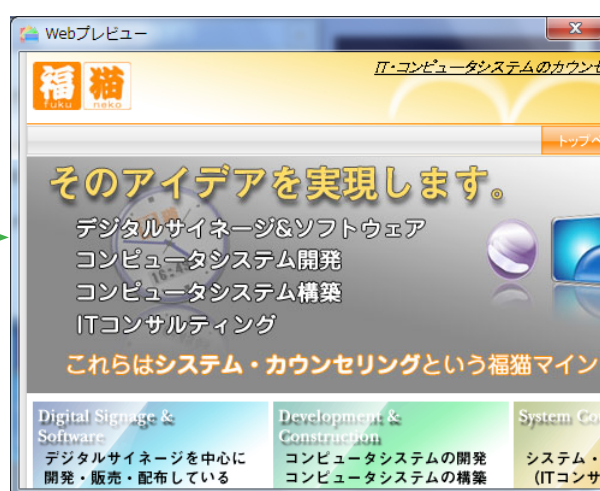 Webプレビュー
福猫
fuku neko
IT・コンピュータシステムのカウンセ
トップペ
そのアイデアを実現します。
デジタルサイネージ&ソフトウェア
コンピュータシステム開発
コンピュータシステム構築
ITコンサルティング
これらはシステム・カウンセリングという福猫マイン
Digital Signage &
Software
デジタルサイネージを中心に
開発・販売・配布している
Development &
Construction
コンピュータシステムの開発
コンピュータシステムの構築
System Co
システム・
（ITコンサ